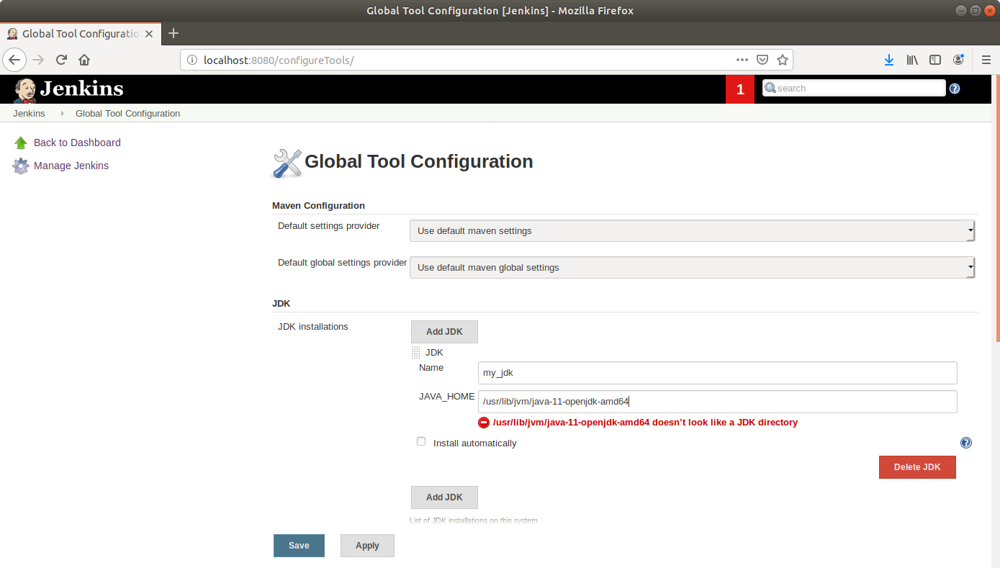 Global Tool Configuration [Jenkins] - Mozilla Firefox
Global Tool Configuratio
localhost:8080/configureTools/
Jenkins
1
search
Jenkins
Global Tool Configuration
Back to Dashboard
Manage Jenkins
Global Tool Configuration
Maven Configuration
Default settings provider
Use default maven settings
Default global settings provider
Use default maven global settings
JDK
JDK installations
Add JDK
JDK
Name
my_jdk
JAVA_HOME
/usr/lib/jvm/java-11-openjdk-amd64
/usr/lib/jvm/java-11-openjdk-amd64 doesn’t look like a JDK directory
Install automatically
Delete JDK
Add JDK
List of JDK installations on this system
Save
Apply